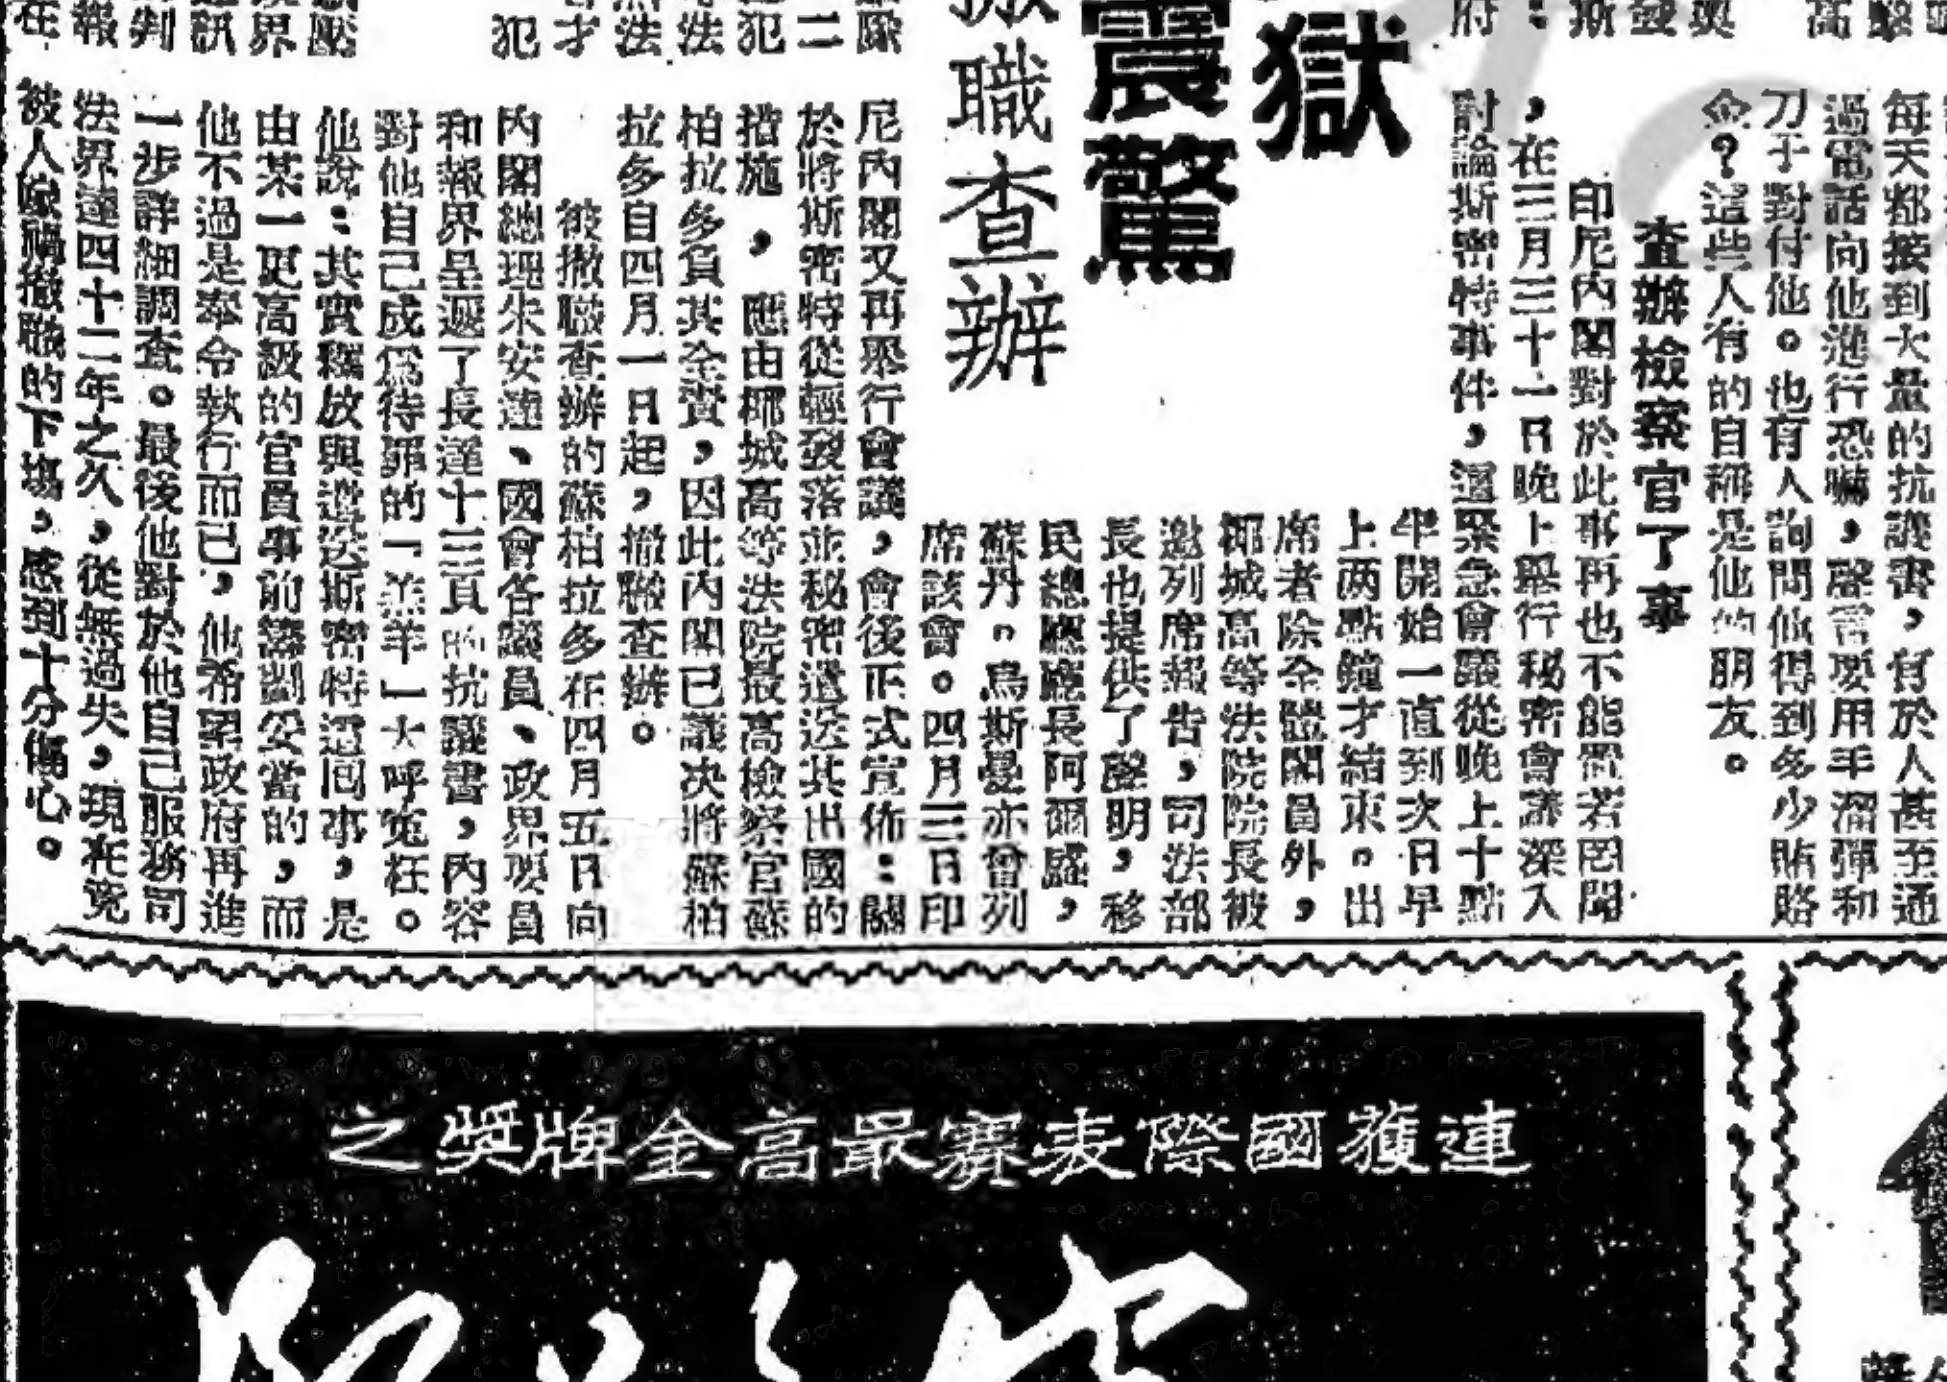 每天都接到大量的抗議書，有於人甚至通
過電話向他進行恐嚇，聲言要用手溜彈和
刀子對付他。也有人詢問他得到多少賄賂
金？這些人有的自稱是他的朋友。
查辦檢察官了事
印尼內閣對於此事再也不能置若罔聞
，在三月三十一日晚上舉行秘密會議深入
討論斯密特事件，這緊急會議從晚上十點
半開始一直到次日早
上两點鐘才結束。出
席者除全體閣員外，
椰城高等法院院長被
邀列席報告，司法部
長也提供了聲明，移
民總廳廳長阿爾盛，
蘇丹。烏斯曼亦曾列
席該會。四月三日印
獄
震驚
職查辦
尼內閣又再舉行會議，會後正式宣佈：關
於將斯密特從輕發落並秘密遣送其出國的
措施，應由椰城高等法院最高檢察官蘇
柏拉多負其全責，因此內閣已議决將蘇柏
拉多自四月一日起，撤職查辦。
被撤職查辦的蘇柏拉多在四月五日向
內閣總理朱安達、國會各議員、政界要員
和報界呈遞了長達十三頁的抗議書，內容
對他自己成爲待罪的「羔羊」大呼寃枉。
他說：其實釋放與遣送斯密特這回事，是
由某一更高級的官員事前籌劃妥當的，而
他不過是奉令執行而已，他希望政府再進
一步詳細調查。最後他對於他自己服務司
法界達四十二年之久，從無過失，現在竟
被人嫁禍撤職的下塲，感到十分傷心。
連獲國際表賽最高金牌獎之